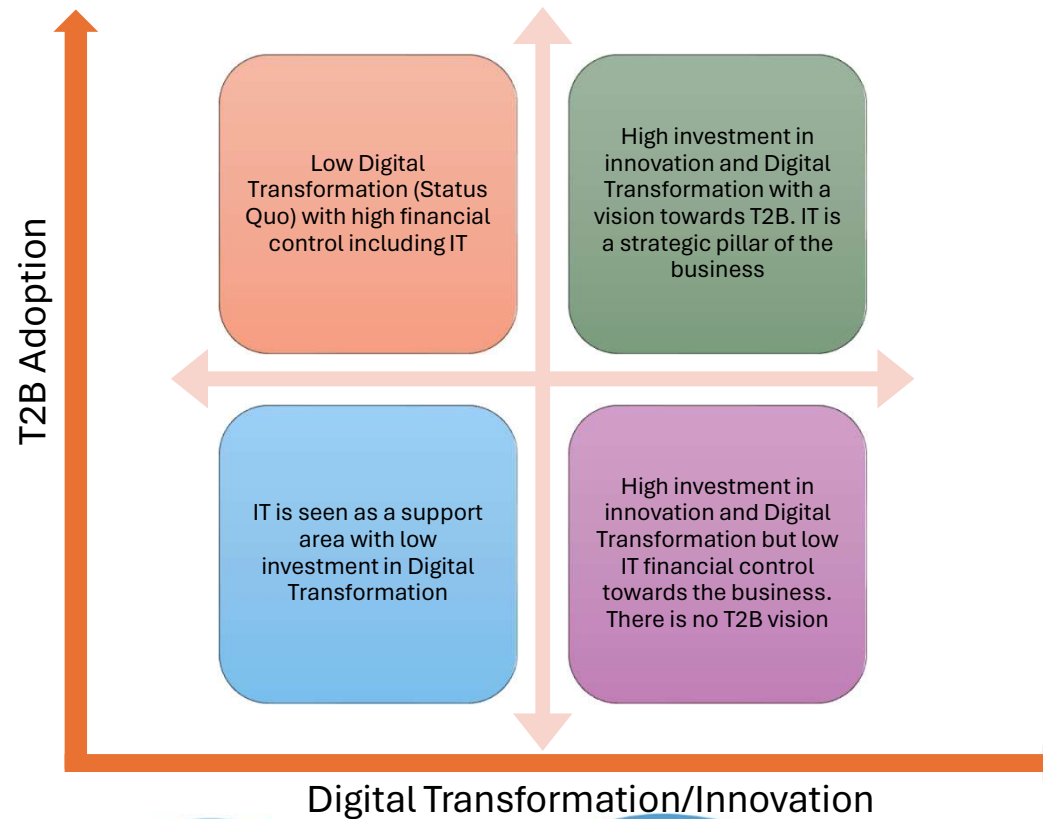 T2B Adoption
Low Digital
Transformation (Status
Quo) with high financial
control including IT
High investment in
innovation and Digital
Transformation with a
vision towards T2B. IT is
a strategic pillar of the
business
IT is seen as a support
area with low
investment in Digital
Transformation
High investment in
innovation and Digital
Transformation but low
IT financial control
towards the business.
There is no T2B vision
Digital Transformation/Innovation